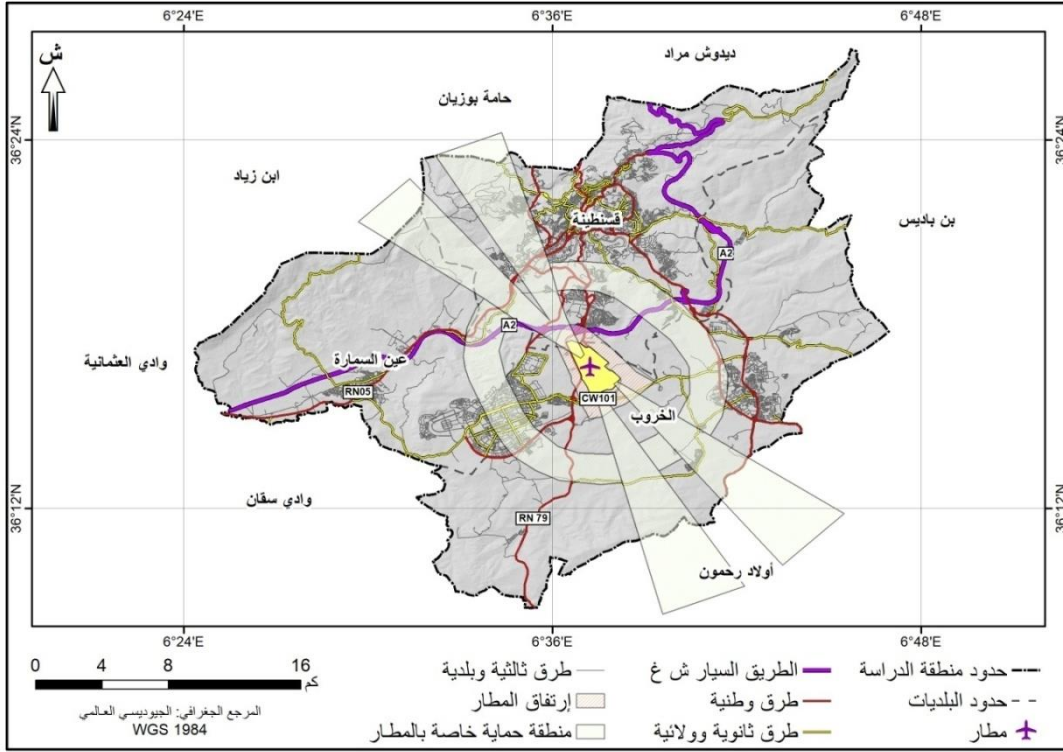 6°24'E
6°36'E
6°48'E
ش
ديدوش مراد
حامة بوزيان
36°24'N
36°24'N
ابن زياد
قسنطينة
بن باديس
A2
A2
وادي العثمانية
عين السمارة
RN05
CW101
الخروب
وادي سقان
36°12'N
36°12'N
RN 79
أولاد رحمون
6°24'E
6°36'E
6°48'E
0 4 8 16
كم
المرجع الجغرافي: الجيوديسي العالمي
WGS 1984
حدود منطقة الدراسة
حدود البلديات
مطار
الطريق السيار ش غ
طرق وطنية
طرق ثانوية وولائية
طرق ثالثية وبلدية
إرتفاق المطار
منطقة حماية خاصة بالمطار